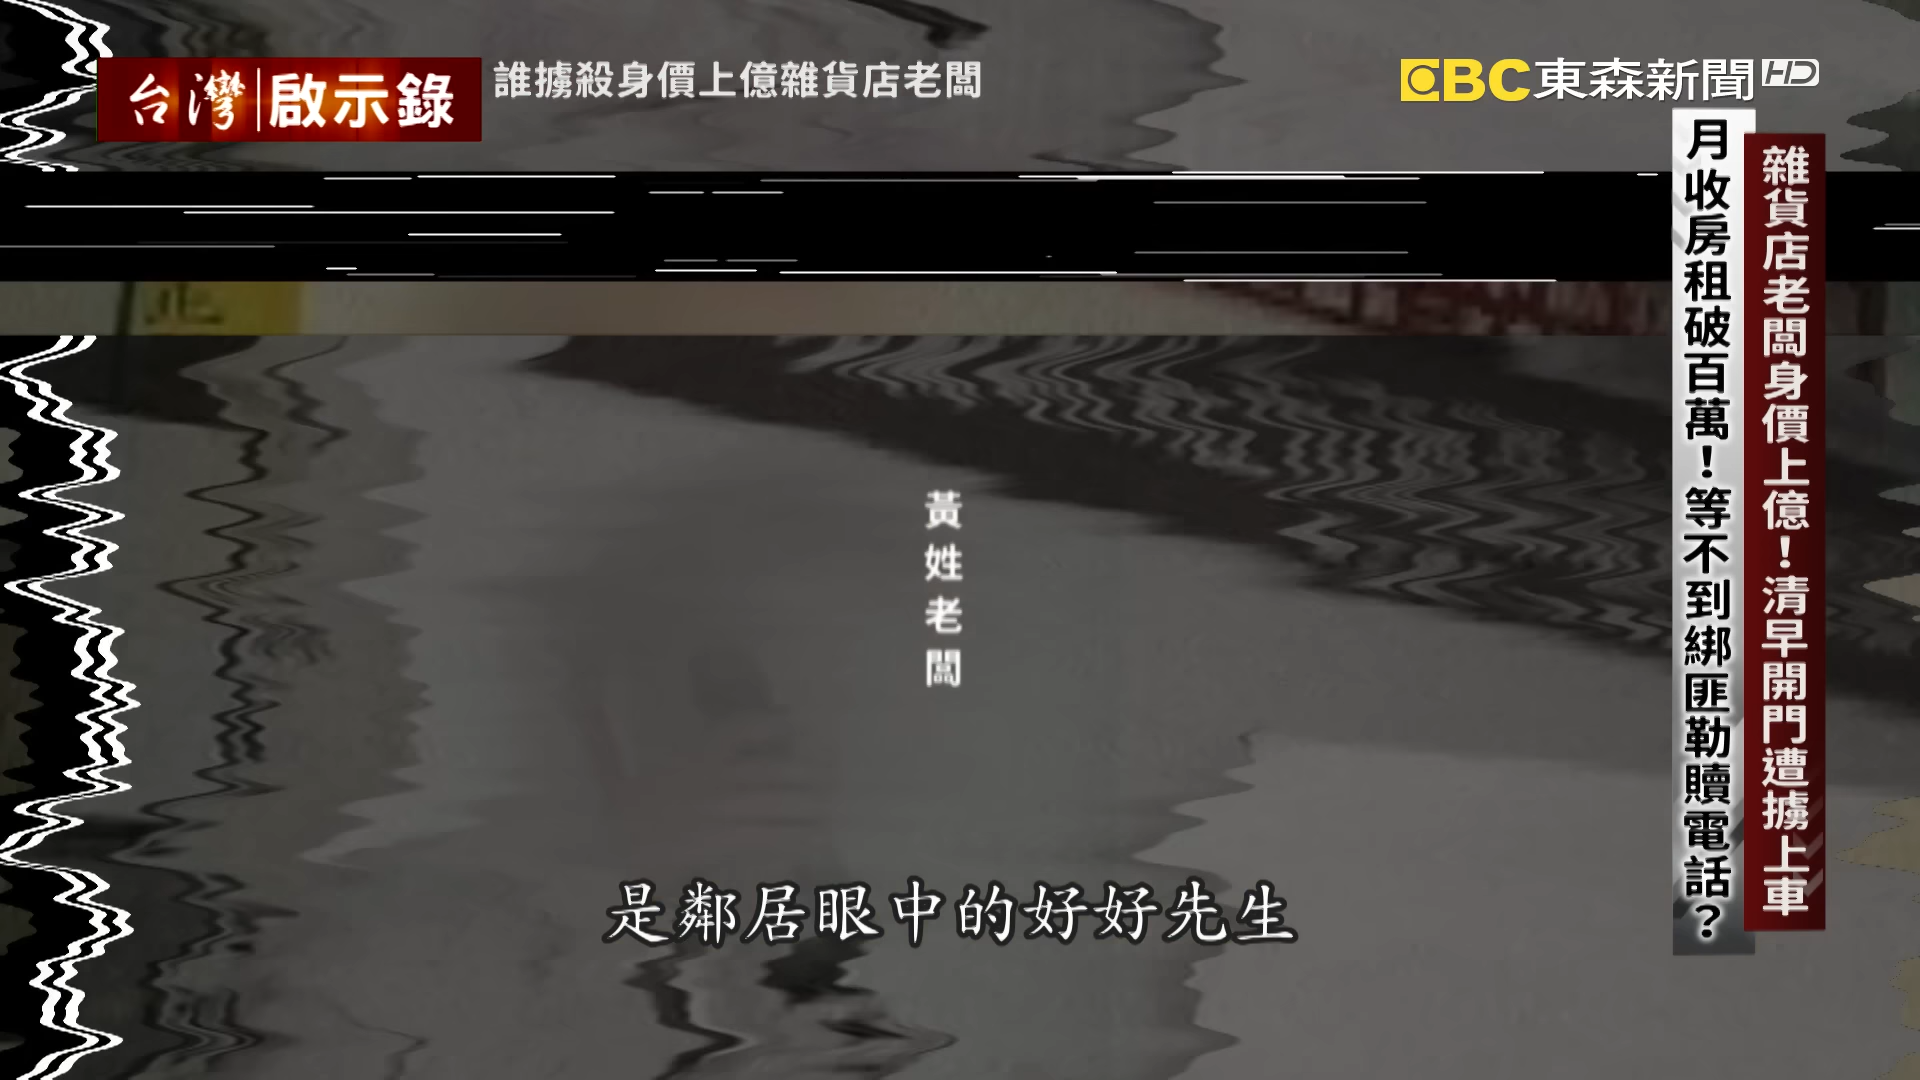 台灣啟示錄
誰擄殺身價上億雜貨店老闆
EBC東森新聞HD
雜貨店老闆身價上億！清早開門遭擄上車
月收房租破百萬！等不到綁匪勒贖電話？
黃姓老闆
是鄰居眼中的好好先生